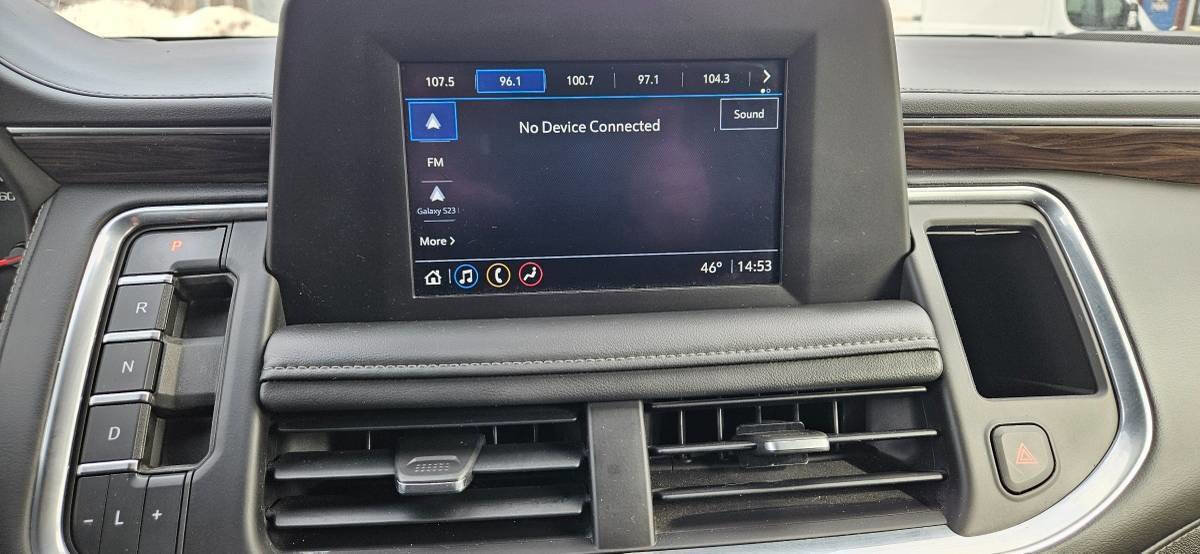 107.5 96.1 100.7 97.1 104.3
Sound
No Device Connected
FM
Galaxy S23
More
46° 14:53
60
P
R
N
D
- L +